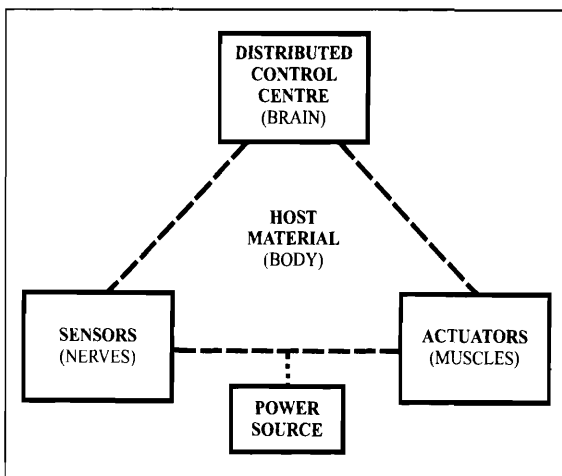 DISTRIBUTED
CONTROL
CENTRE
(BRAIN)
HOST
MATERIAL
(BODY)
SENSORS
(NERVES)
ACTUATORS
(MUSCLES)
POWER
SOURCE